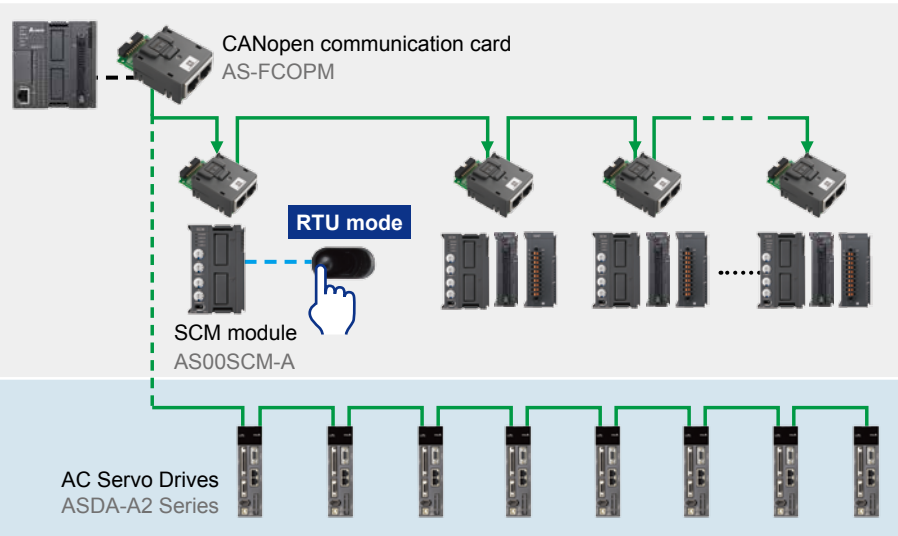 CANopen communication card
AS-FCOPM
RTU mode
SCM module
AS00SCM-A
AC Servo Drives
ASDA-A2 Series